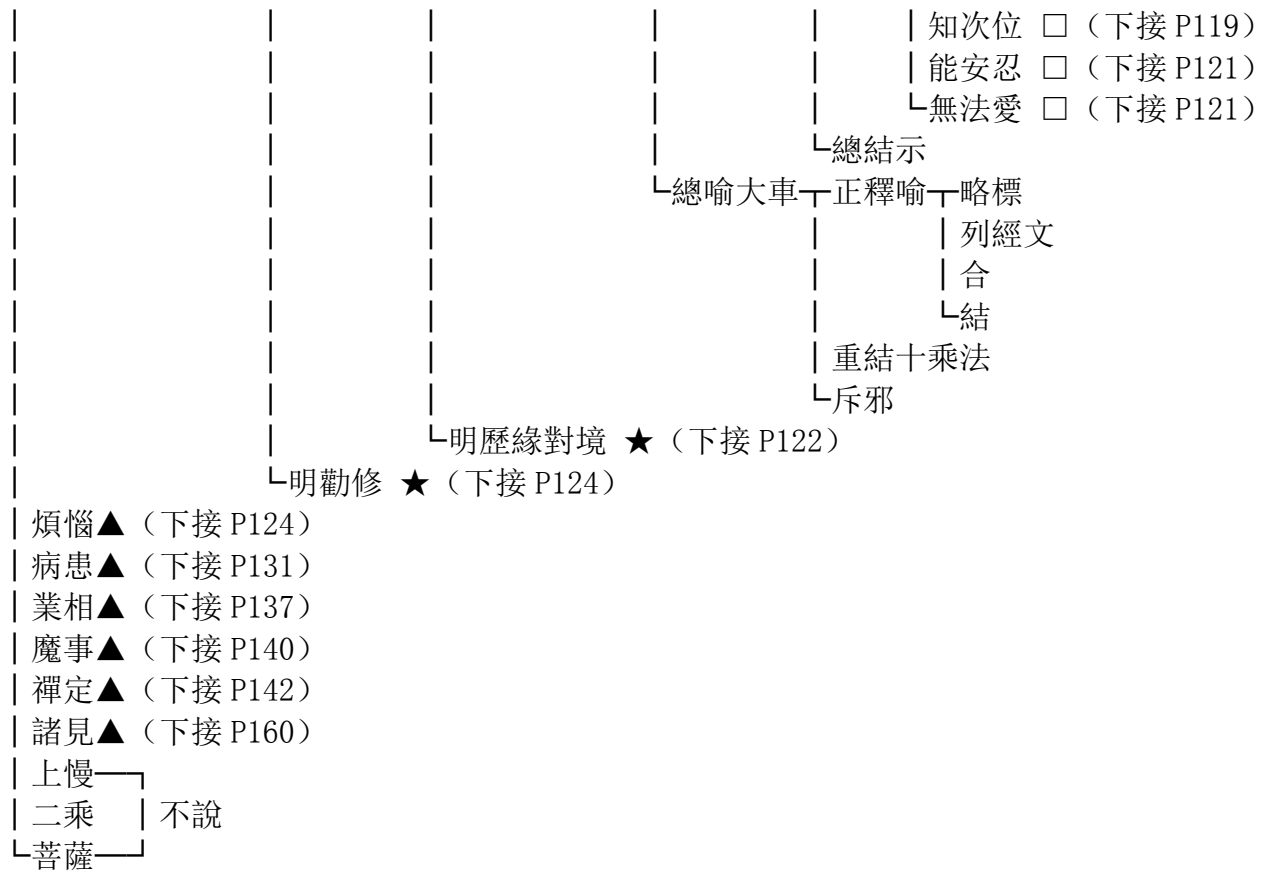 知次位 □（下接 P119）
能安忍 □（下接 P121）
無法愛 □（下接 P121）
總結示
總喻大車 正釋喻 略標
列經文
合
結
重結十乘法
斥邪
明歷緣對境 ★（下接 P122）
明勸修 ★（下接 P124）
煩惱▲（下接 P124）
病患▲（下接 P131）
業相▲（下接 P137）
魔事▲（下接 P140）
禪定▲（下接 P142）
諸見▲（下接 P160）
上慢
二乘 不說
菩薩